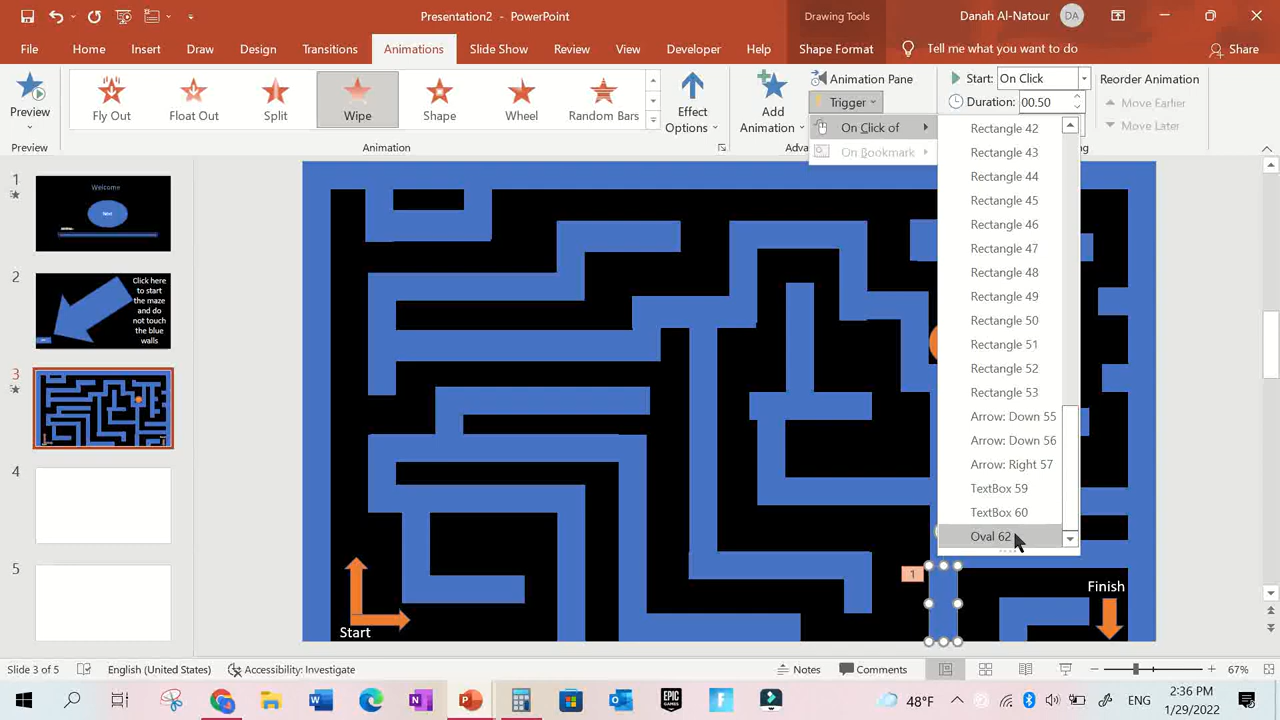 Presentation2 - PowerPoint
Drawing Tools
Danah Al-Natour
DA
File
Home
Insert
Draw
Design
Transitions
Animations
Slide Show
Review
View
Developer
Help
Shape Format
Tell me what you want to do
Share
Preview
Fly Out
Float Out
Split
Wipe
Shape
Wheel
Random Bars
Effect
Options
Add
Animation
Animation Pane
Trigger
Start: On Click
Duration: 00.50
Reorder Animation
Move Earlier
Move Later
Preview
Animation
On Click of
On Bookmark
Rectangle 42
Rectangle 43
Rectangle 44
Rectangle 45
Rectangle 46
Rectangle 47
Rectangle 48
Rectangle 49
Rectangle 50
Rectangle 51
Rectangle 52
Rectangle 53
Arrow: Down 55
Arrow: Down 56
Arrow: Right 57
TextBox 59
TextBox 60
Oval 62
1
Welcome
Next
2
Click here
to start
the maze
and do
not touch
the blue
walls
3
4
5
1
Start
Finish
Slide 3 of 5
English (United States)
Accessibility: Investigate
Notes
Comments
67%
48°F
ENG
2:36 PM
1/29/2022
EPIC
GAMES